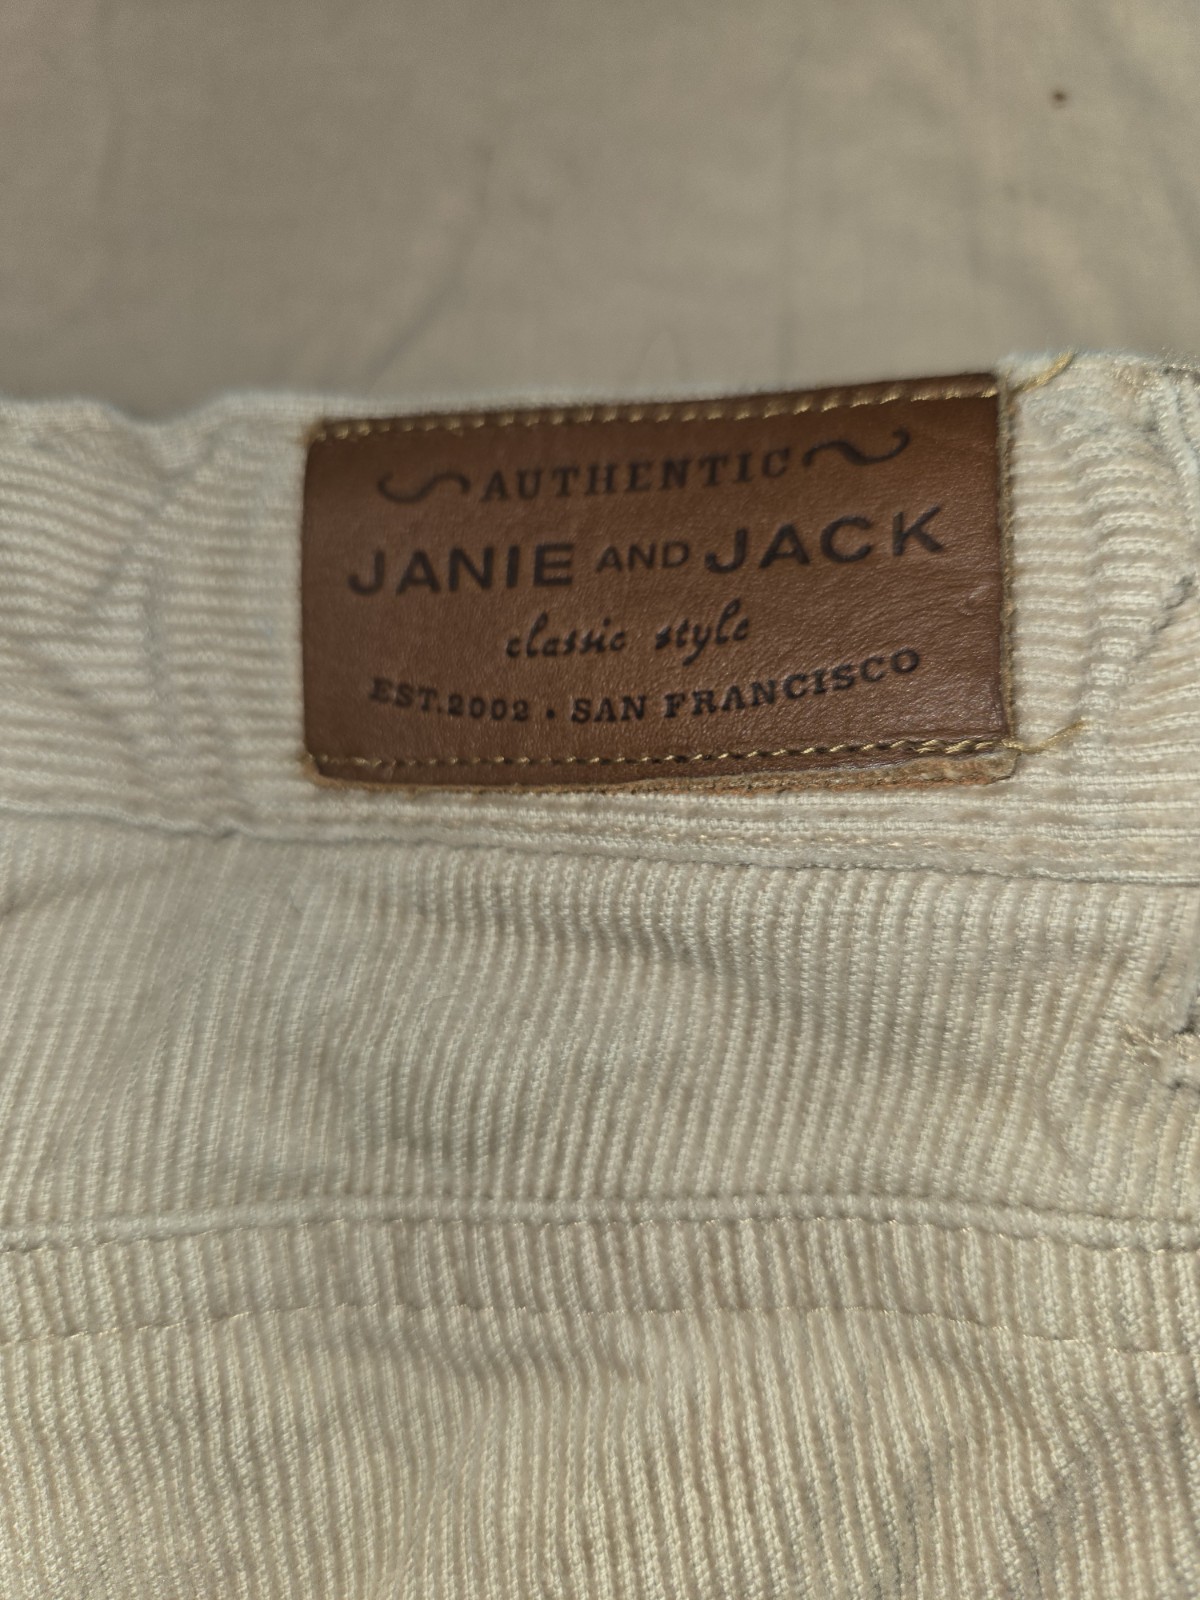 AUTHENTIC
JANIE AND JACK
classic style
EST.2002 • SAN FRANCISCO